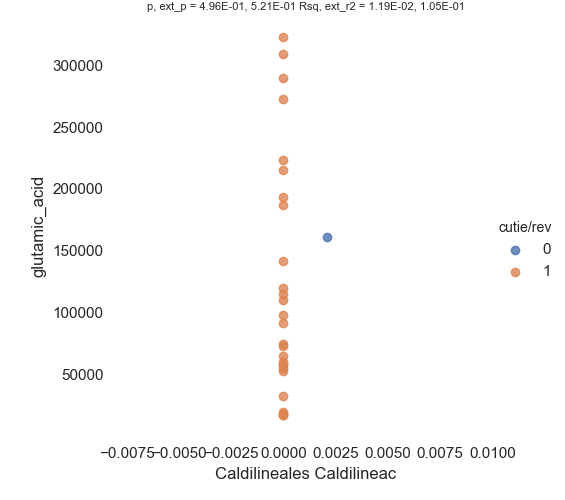 p, ext_p = 4.96E-01, 5.21E-01 Rsq, ext_r2 = 1.19E-02, 1.05E-01
300000
250000
200000
150000
100000
50000
glutamic_acid
cutie/rev
0
1
−0.0075−0.0050−0.0025 0.0000 0.0025 0.0050 0.0075 0.0100
Caldilineales Caldilineac